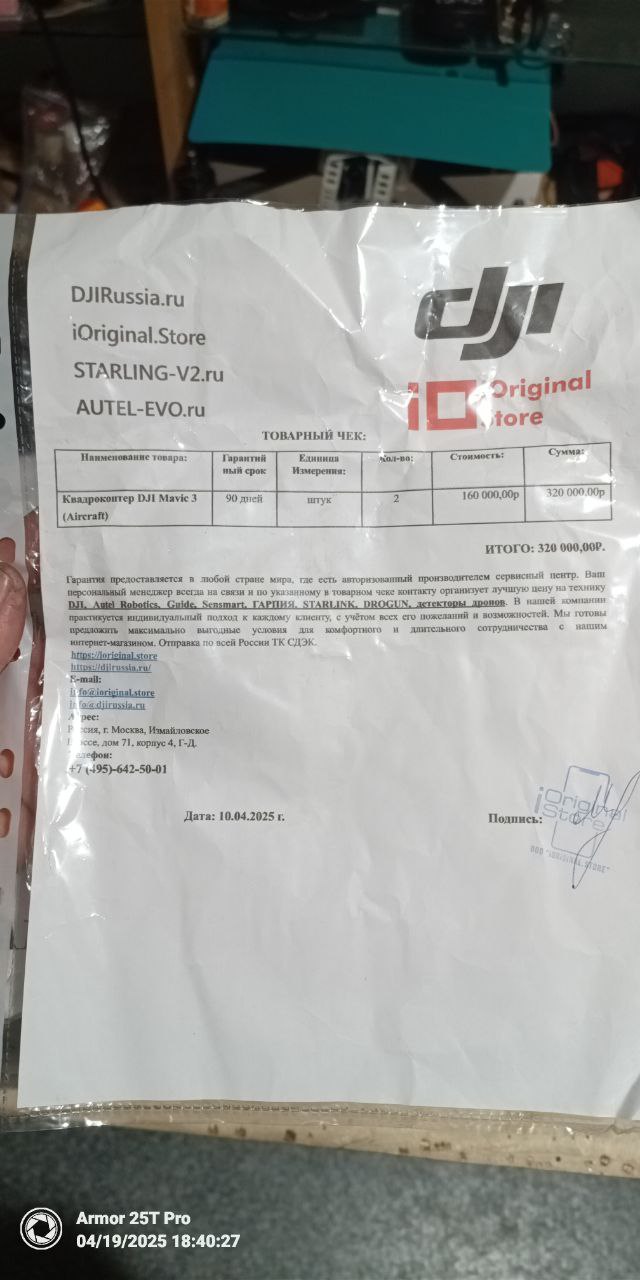 DJIRussia.ru
iOriginal.Store
STARLING-V2.ru
AUTEL-EVO.ru
dji
iOriginal
Store
ТОВАРНЫЙ ЧЕК:
Наименование товара:
Гарантий
ный срок
Единица
Измерения:
Кол-во:
Стоимость:
Сумма:
Квадрокоптер DJI Mavic 3
(Aircraft)
90 дней
штук
2
160 000,00р
320 000,00р
ИТОГО: 320 000,00Р.
Гарантия предоставляется в любой стране мира, где есть авторизованный производителем сервисный центр. Ваш
персональный менеджер всегда на связи и по указанному в товарном чеке контакту организует лучшую цену на технику
DJI, Autel Robotics, Guide, Sensmart, ГАРПИЯ, STARLINK, DROGUN, детекторы дронов. В нашей компании
практикуется индивидуальный подход к каждому клиенту, с учётом всех его пожеланий и возможностей. Мы готовы
предложить максимально выгодные условия для комфортного и длительного сотрудничества с нашим
интернет-магазином. Отправка по всей России ТК СДЭК.
https://ioriginal.store
https://djirussia.ru/
E-mail:
info@ioriginal.store
info@djirussia.ru
Адрес:
Россия, г. Москва, Измайловское
Шоссе, дом 71, корпус 4, Г-Д.
Телефон:
+7 (495)-642-50-01
Дата: 10.04.2025 г.
Подпись:
iOriginal
Store
ООО "IORIGINAL.STORE"
Armor 25T Pro
04/19/2025 18:40:27